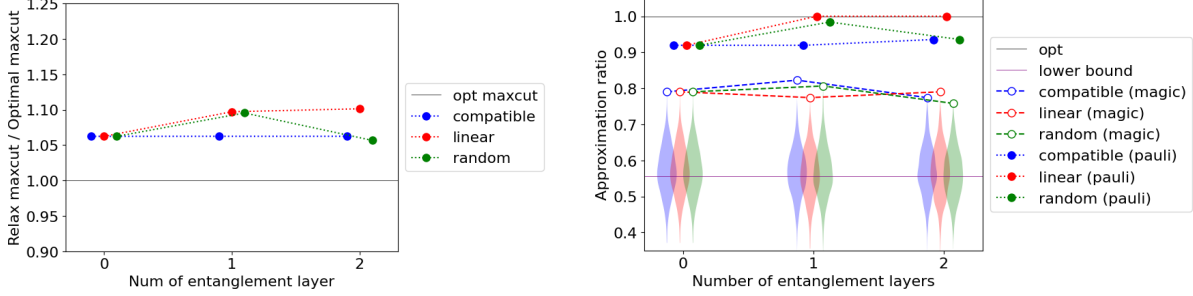 Relax maxcut / Optimal maxcut
1.25
1.20
1.15
1.10
1.05
1.00
0.95
0.90
0
1
2
Num of entanglement layer
opt maxcut
compatible
linear
random
Approximation ratio
1.0
0.9
0.8
0.7
0.6
0.5
0.4
0
1
2
Number of entanglement layers
opt
lower bound
compatible (magic)
linear (magic)
random (magic)
compatible (pauli)
linear (pauli)
random (pauli)